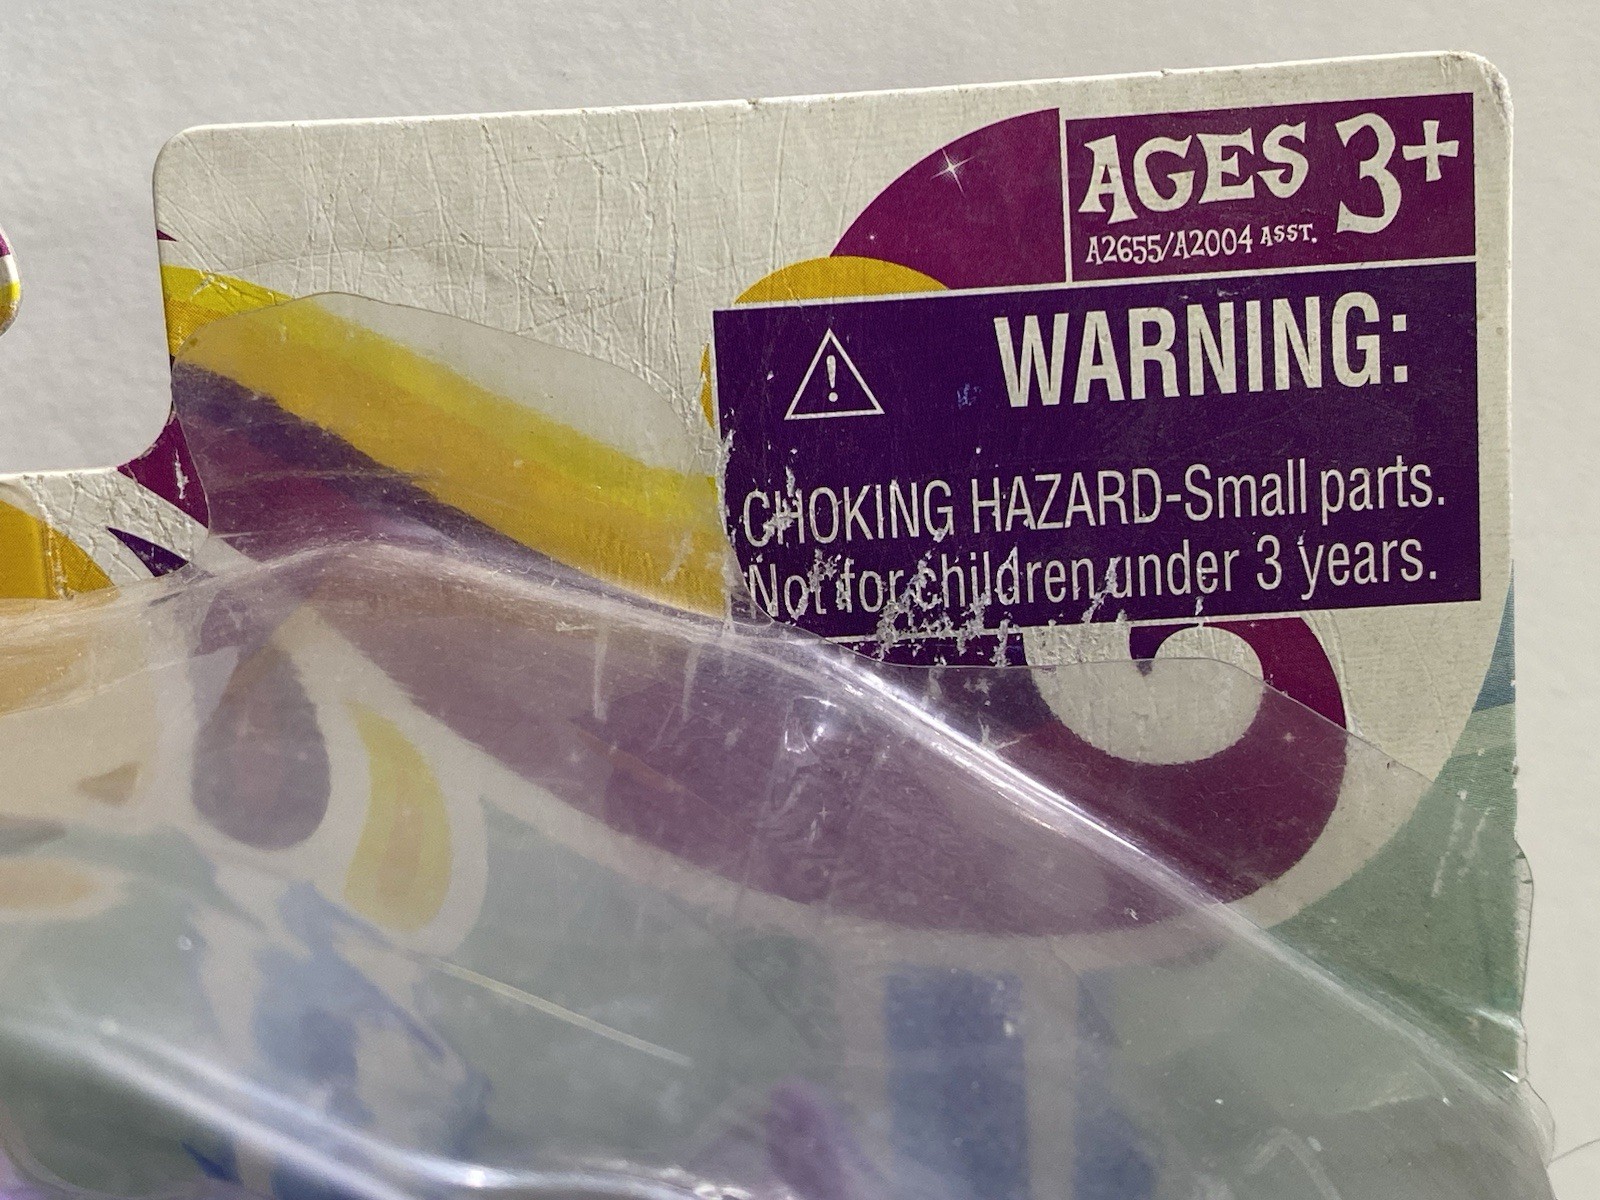 AGES 3+
A2655/A2004 ASST.
WARNING:
CHOKING HAZARD-Small parts.
Not for children under 3 years.